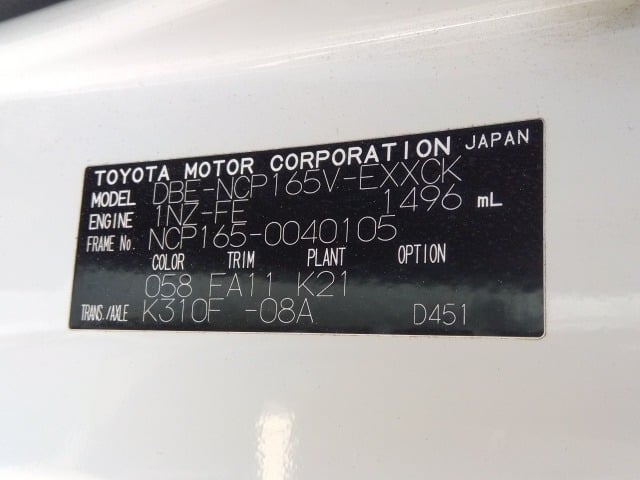 TOYOTA MOTOR CORPORATION JAPAN
MODEL DBE-NCP165V-EXXCK
ENGINE 1NZ-FE 1496 mL
FRAME No. NCP165-0040105
COLOR TRIM PLANT OPTION
058 FA11 K21
TRANS./AXLE K310F -08A D451